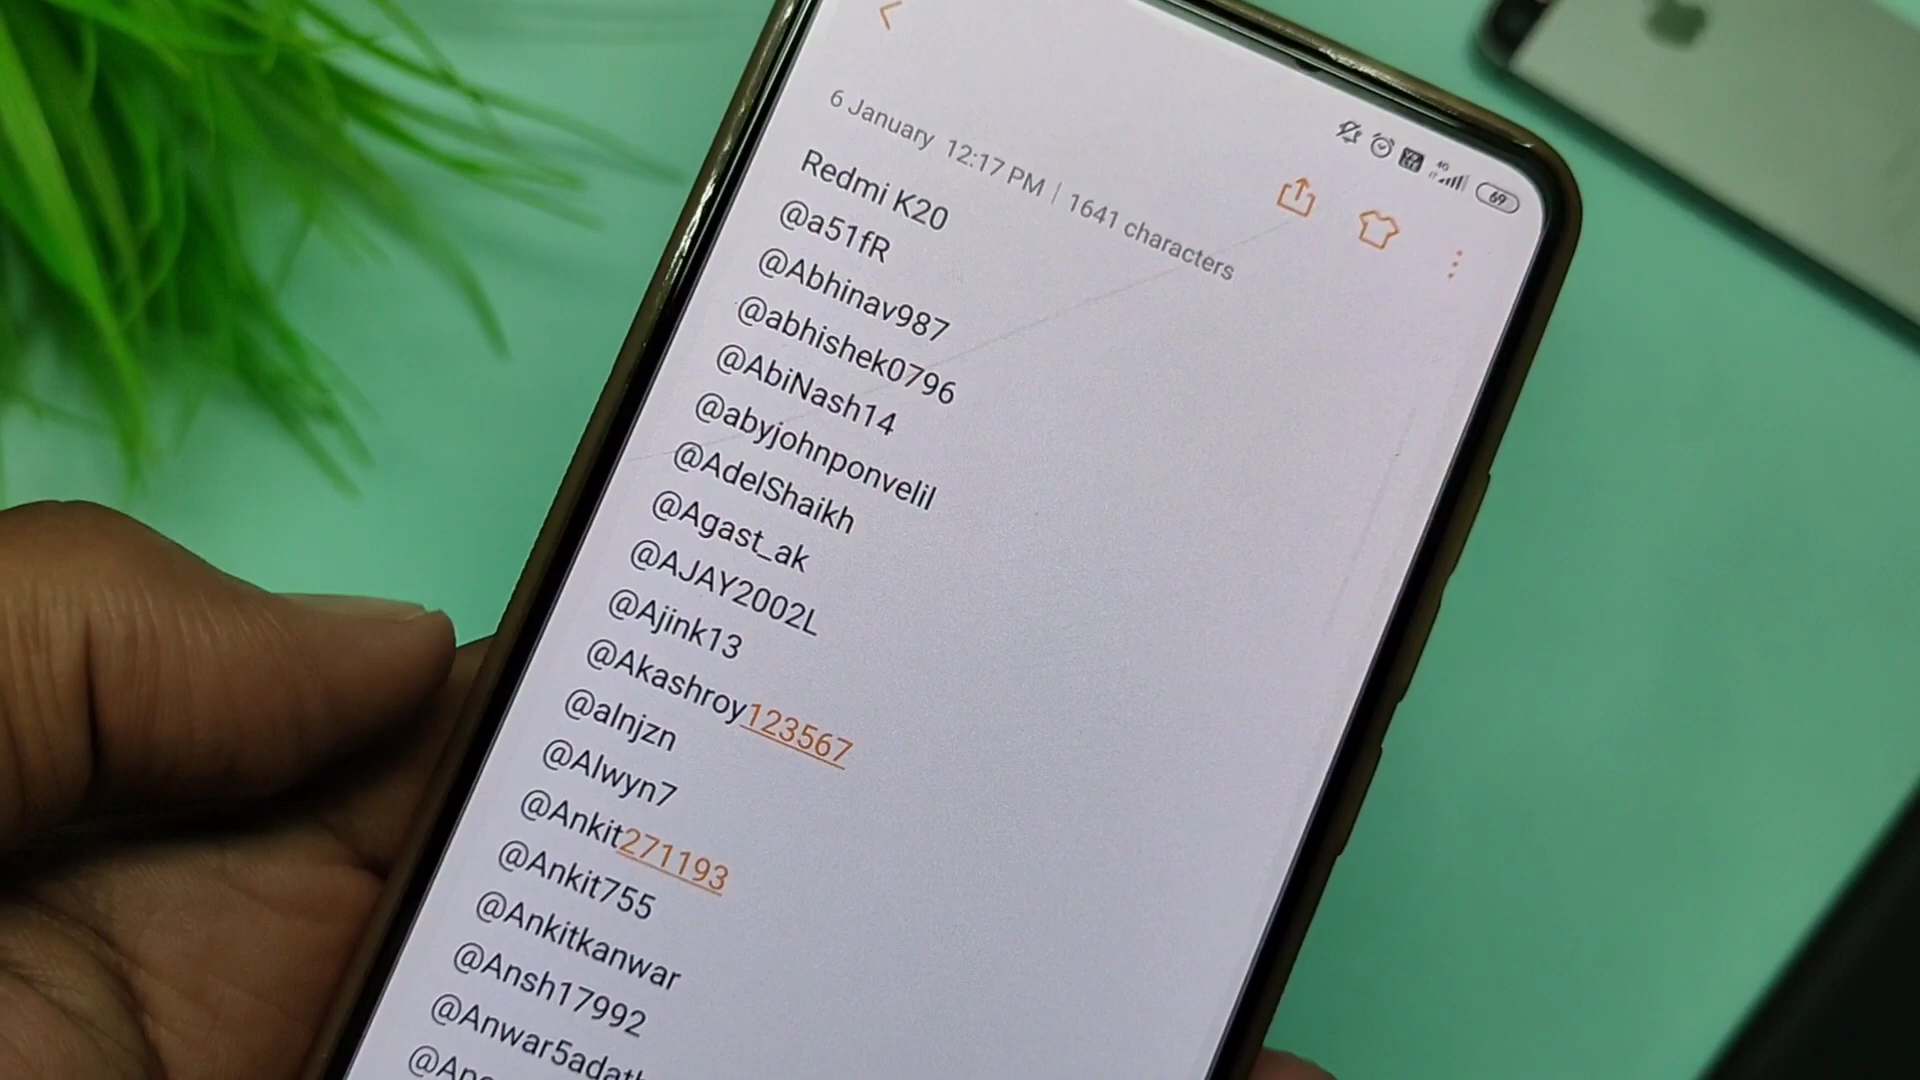 69
6 January 12:17 PM | 1641 characters
Redmi K20
@a51fR
@Abhinav987
@abhishek0796
@AbiNash14
@abyjohnponvelil
@AdelShaikh
@Agast_ak
@AJAY2002L
@Ajink13
@Akashroy123567
@alnjzn
@Alwyn7
@Ankit271193
@Ankit755
@Ankitkanwar
@Ansh17992